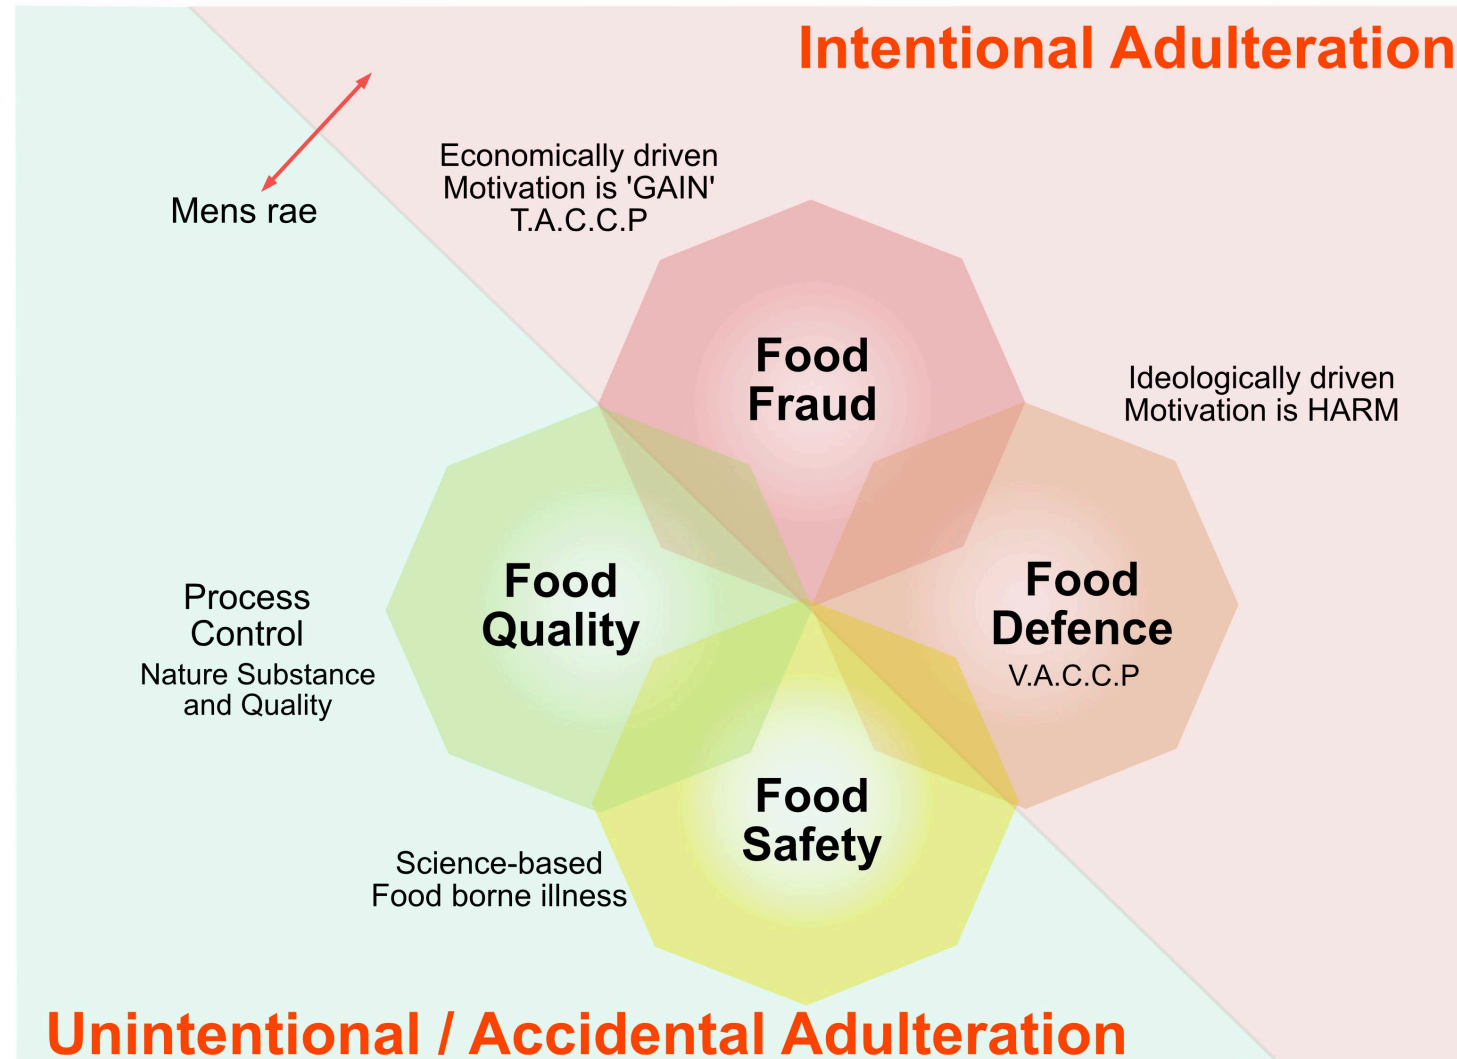 Intentional Adulteration
Economically driven
Motivation is 'GAIN'
T.A.C.C.P
Mens rae
Food
Fraud
Ideologically driven
Motivation is HARM
Food
Quality
Process
Control
Nature Substance
and Quality
Food
Defence
V.A.C.C.P
Food
Safety
Science-based
Food borne illness
Unintentional / Accidental Adulteration